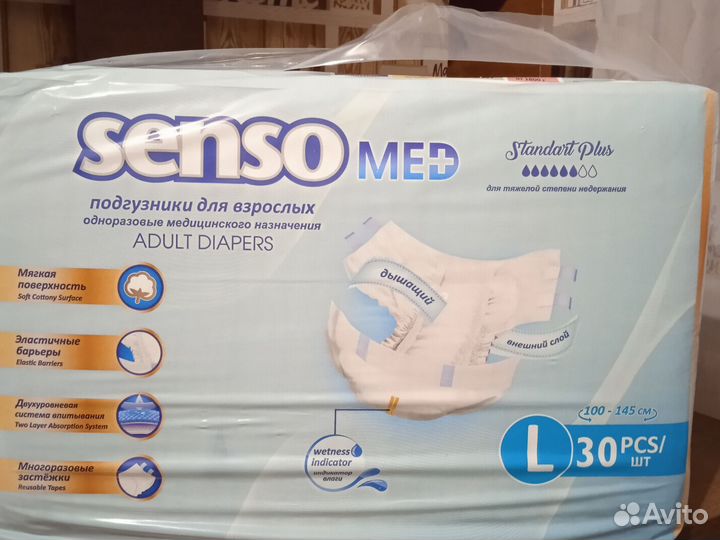 senso MED
Standart Plus
для тяжелой степени недержания
подгузники для взрослых
одноразовые медицинского назначения
ADULT DIAPERS
Мягкая
поверхность
Soft Cottony Surface
дышащий
внешний слой
Эластичные
барьеры
Elastic Barriers
Двухуровневая
система впитывания
Two Layer Absorption System
Многоразовые
застёжки
Reusable Tapes
wetness
indicator
индикатор
влаги
100 - 145 см
L 30 PCS/
ШТ
Avito